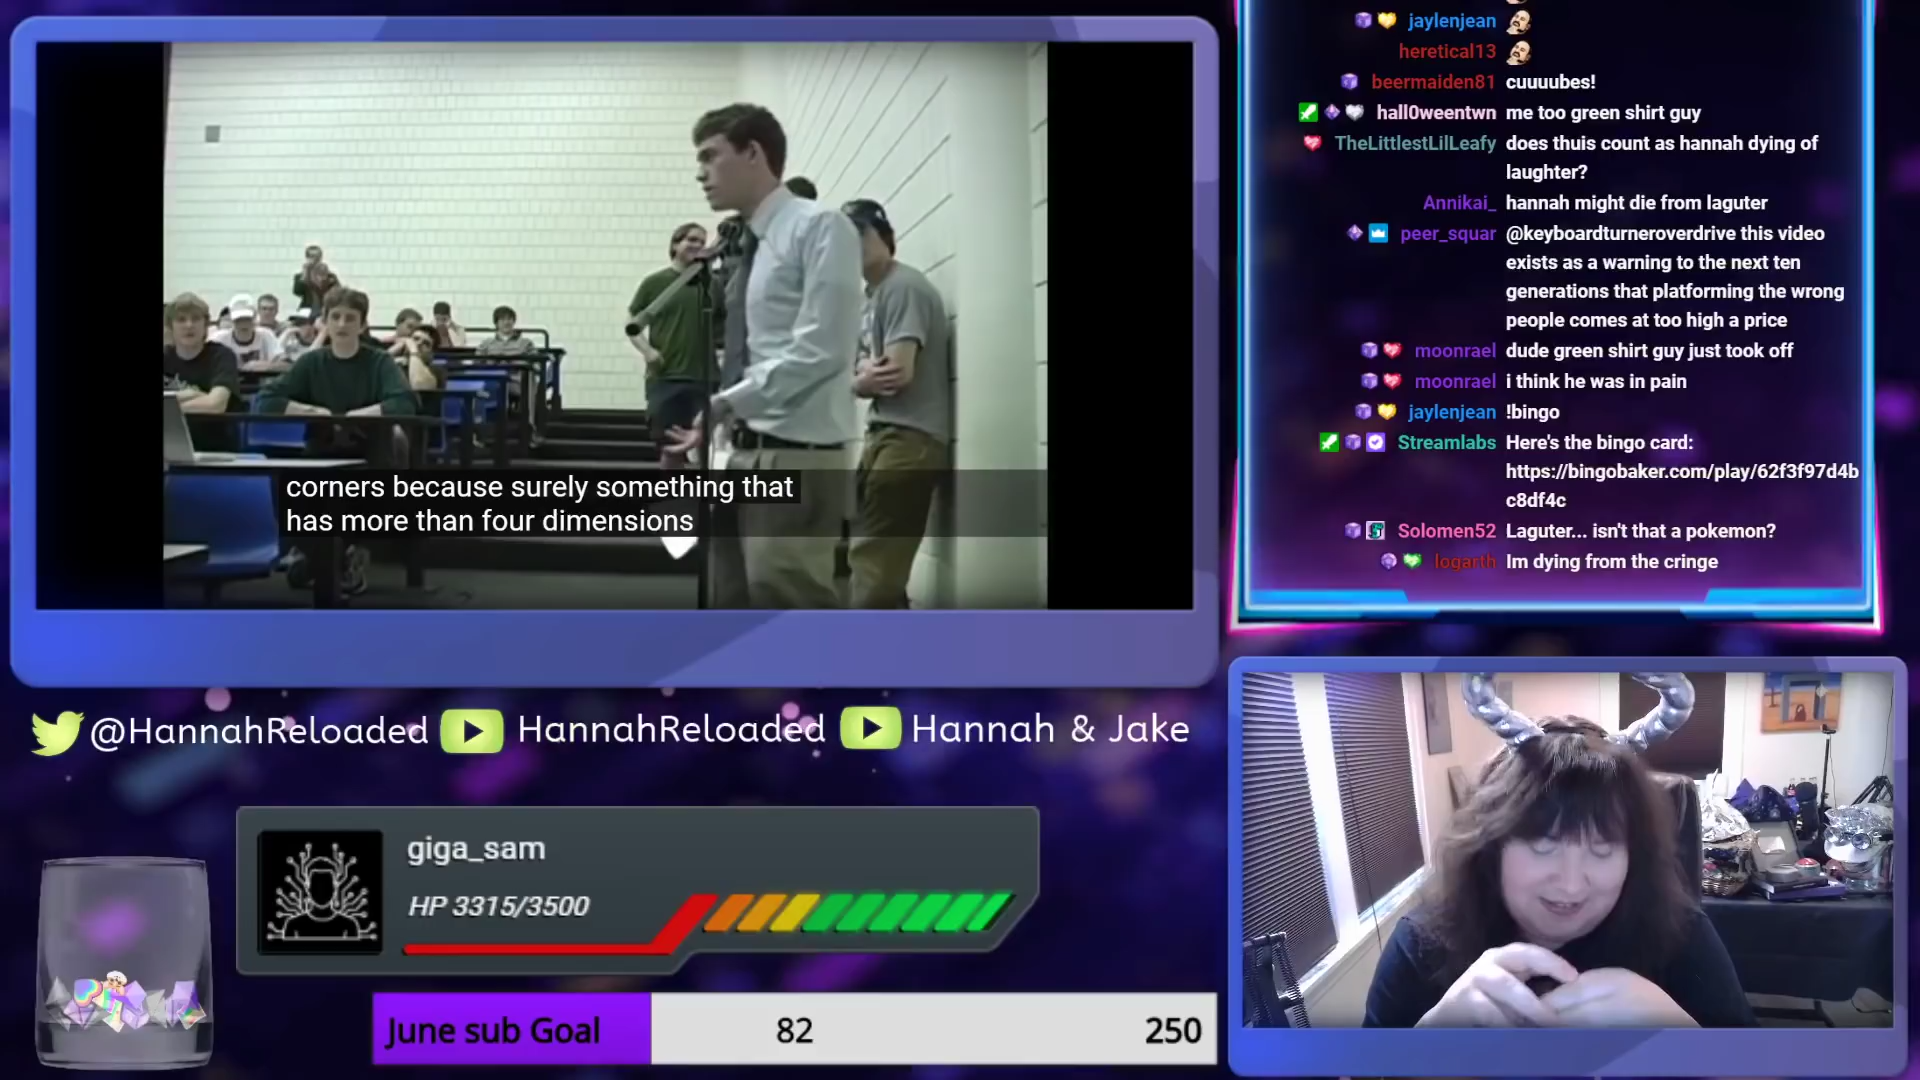 corners because surely something that
has more than four dimensions
jaylenjean
heretical13
beermaiden81 cuuuubes!
hall0weentwn me too green shirt guy
TheLittlestLilLeafy does thuis count as hannah dying of
laughter?
Annikai_ hannah might die from laguter
peer_squar @keyboardturneroverdrive this video
exists as a warning to the next ten
generations that platforming the wrong
people comes at too high a price
moonrael dude green shirt guy just took off
moonrael i think he was in pain
jaylenjean !bingo
Streamlabs Here's the bingo card:
https://bingobaker.com/play/62f3f97d4b
c8df4c
Solomen52 Laguter... isn't that a pokemon?
logarth Im dying from the cringe
@HannahReloaded HannahReloaded Hannah & Jake
giga_sam
HP 3315/3500
June sub Goal 82 250